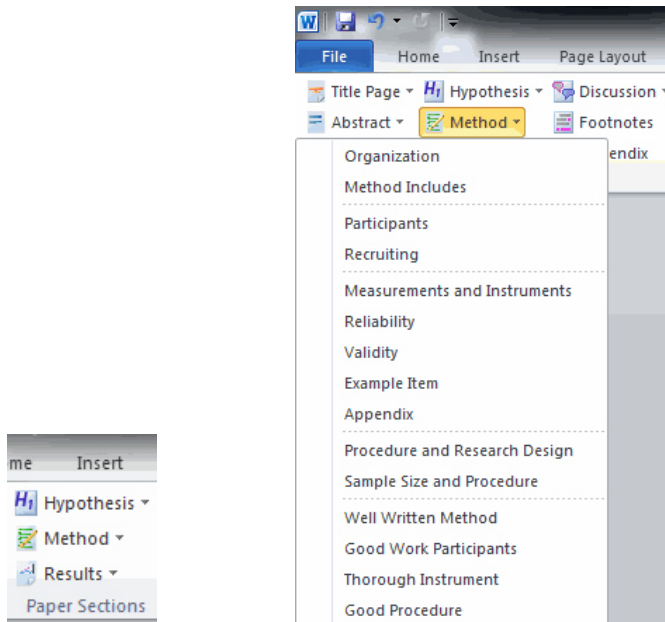 File Home Insert Page Layout
Title Page H1 Hypothesis Discussion
Abstract Method Footnotes
endix
Organization
Method Includes
Participants
Recruiting
Measurements and Instruments
Reliability
Validity
Example Item
Appendix
Procedure and Research Design
Sample Size and Procedure
Well Written Method
Good Work Participants
Thorough Instrument
Good Procedure
me Insert
H1 Hypothesis
Method
Results
Paper Sections